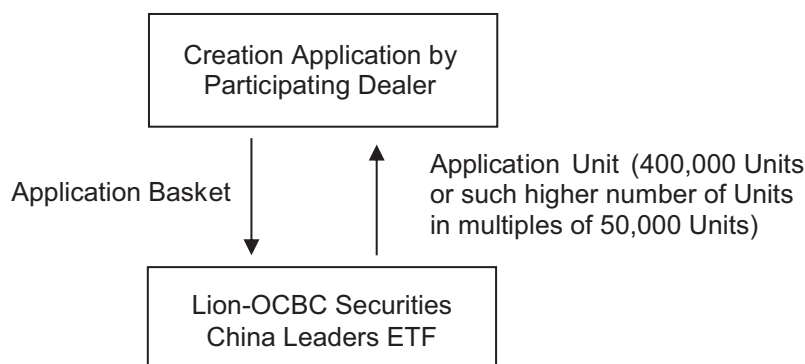 Creation Application by
Participating Dealer
Application Basket
Application Unit (400,000 Units
or such higher number of Units
in multiples of 50,000 Units)
Lion-OCBC Securities
China Leaders ETF